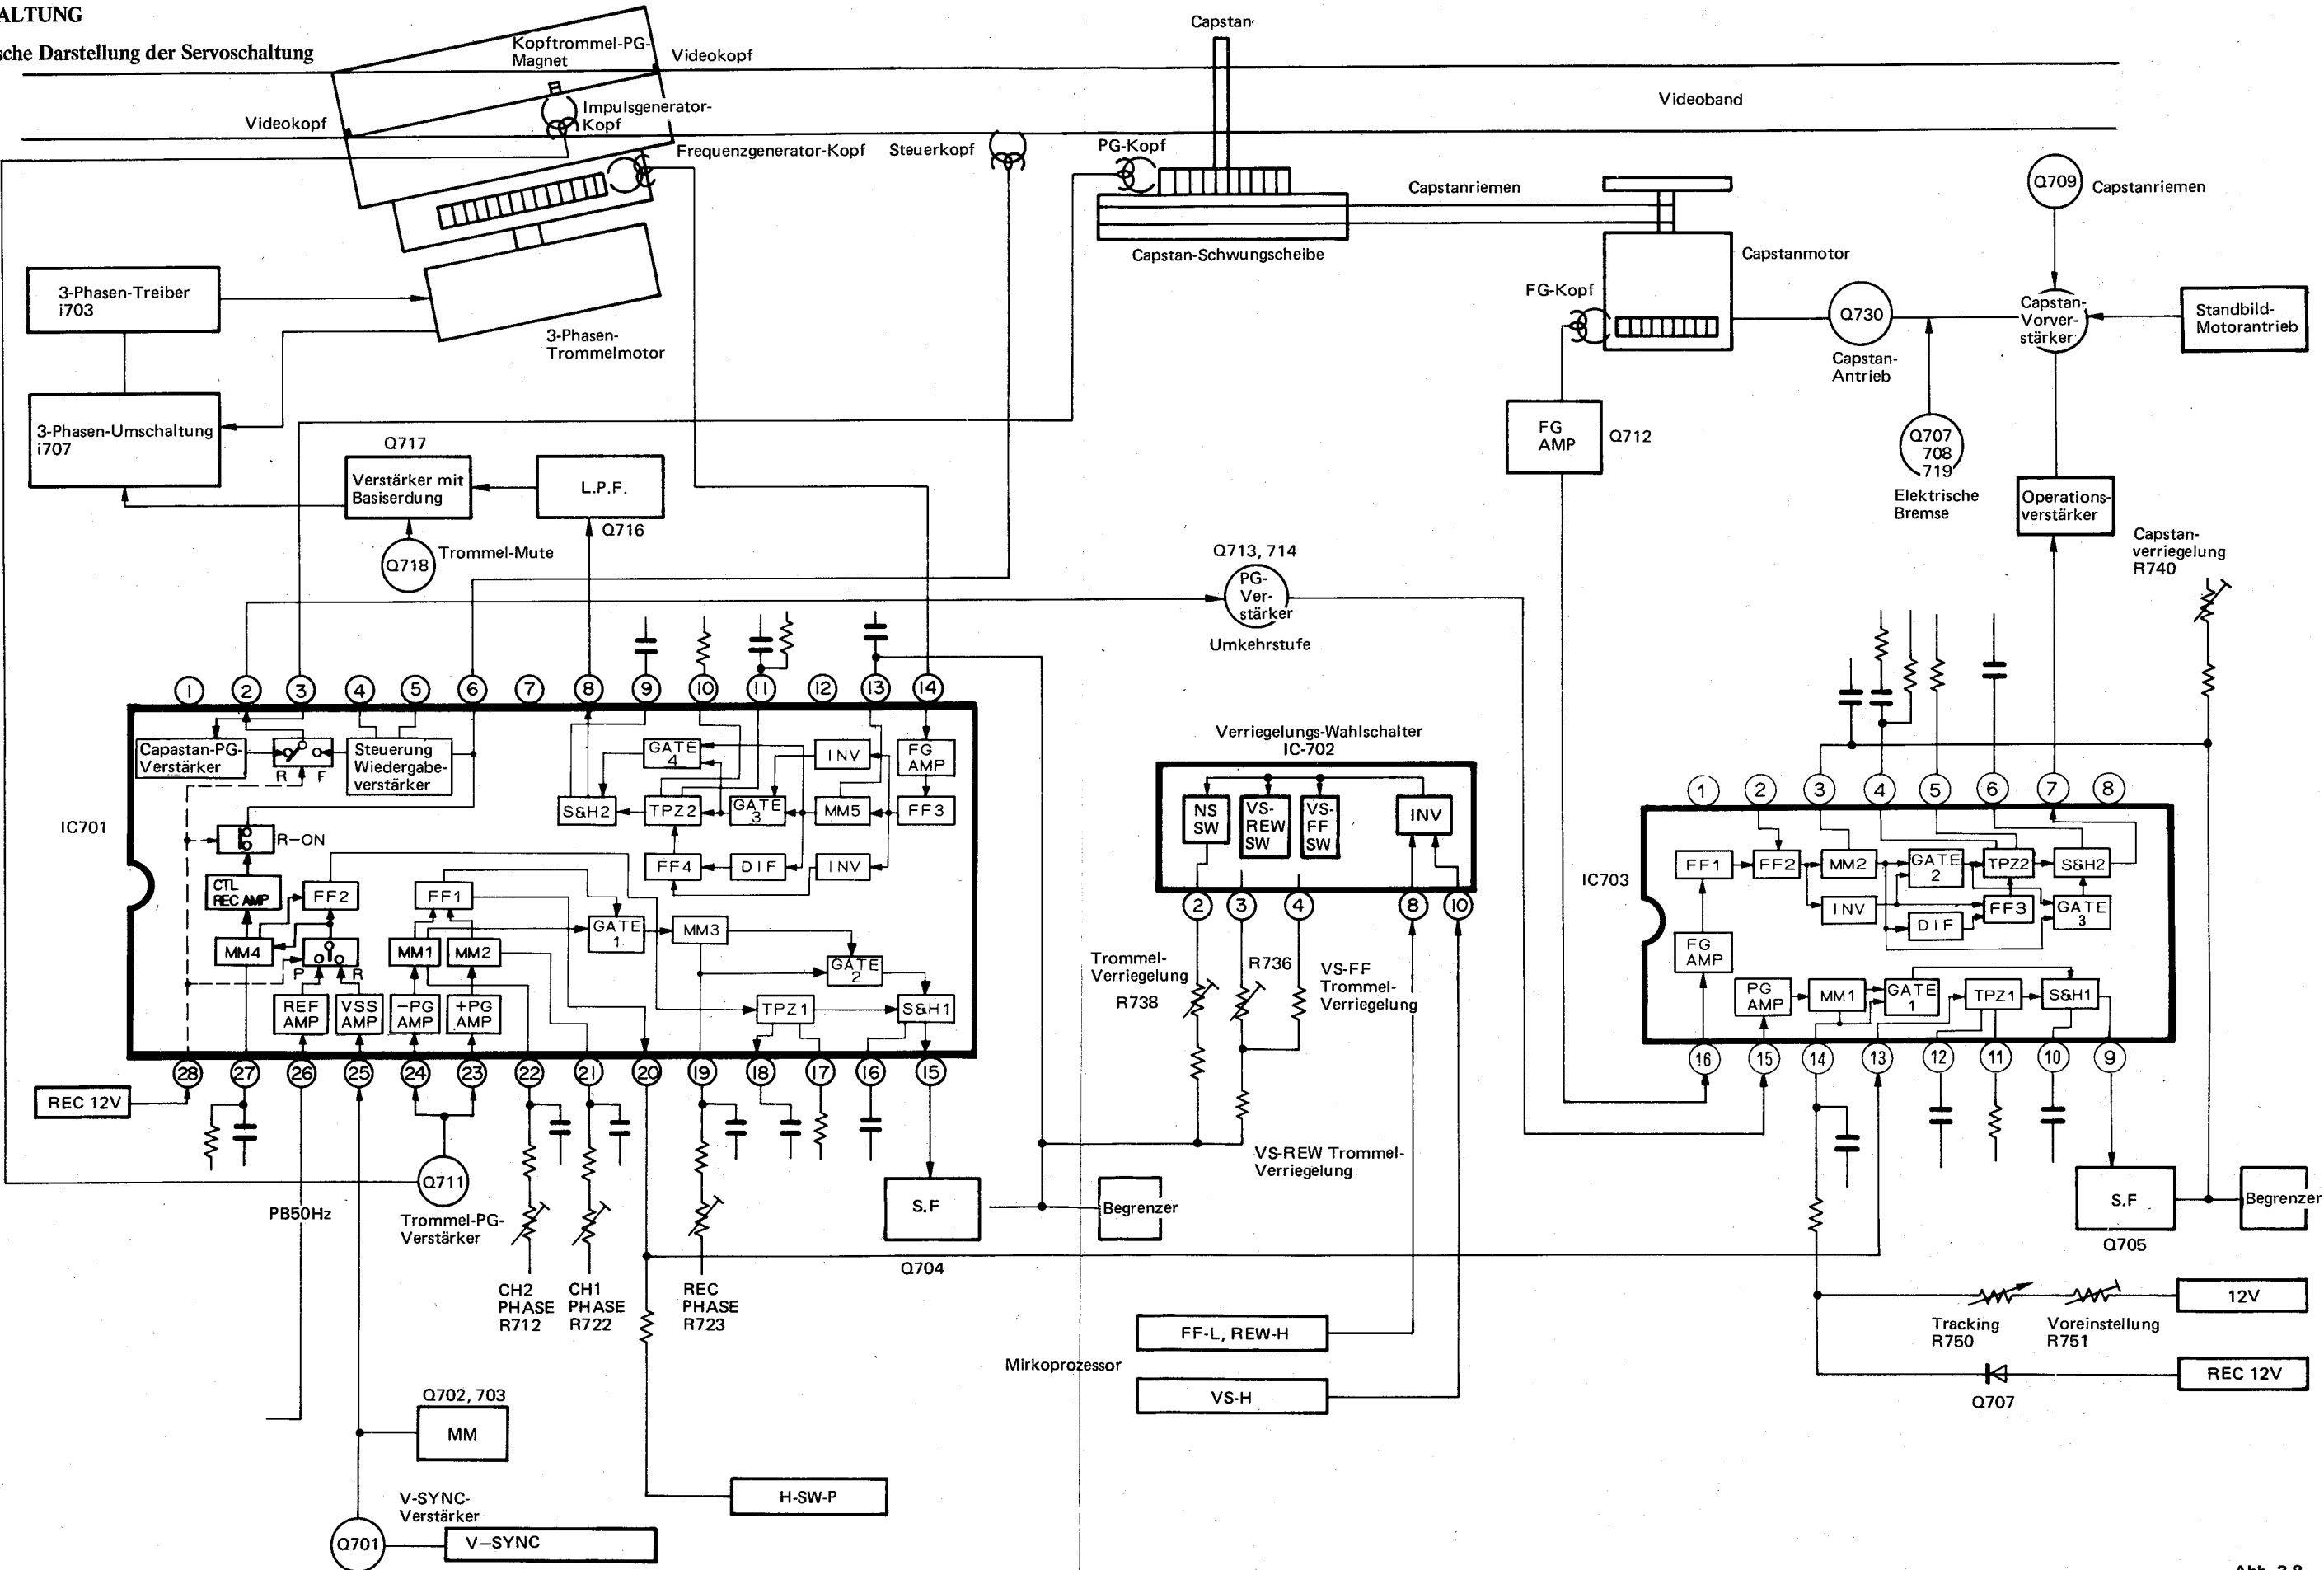 ALTUNG
sche Darstellung der Servoschaltung
Kopftrommel-PG-
Magnet
Videokopf
Capstan
Videoband
Videokopf
Impulsgenerator-
Kopf
Frequenzgenerator-Kopf
Steuerkopf
PG-Kopf
Capstanriemen
Q709
Capstanriemen
Capstan-Schwungscheibe
Capstanmotor
3-Phasen-Treiber
i703
FG-Kopf
Q730
Capstan-
Vorver-
stärker
Standbild-
Motorantrieb
3-Phasen-
Trommelmotor
Capstan-
Antrieb
3-Phasen-Umschaltung
i707
Q717
Verstärker mit
Basiserdung
L.P.F.
Q716
FG
AMP
Q712
Q707
708
719
Elektrische
Bremse
Operations-
verstärker
Q718
Trommel-Mute
Q713, 714
PG-
Ver-
stärker
Umkehrstufe
Capstan-
verriegelung
R740
1 2 3 4 5 6 7 8 9 10 11 12 13 14
Capastan-PG-
Verstärker
R F
Steuerung
Wiedergabe-
verstärker
GATE
4
INV
FG
AMP
S&H2
TPZ2
GATE
3
MM5
FF3
IC701
R-ON
FF4
DIF
INV
CTL
REC AMP
FF2
FF1
GATE
1
MM3
MM4
P R
MM1
MM2
GATE
2
REF
AMP
VSS
AMP
-PG
AMP
+PG
AMP
TPZ1
S&H1
28 27 26 25 24 23 22 21 20 19 18 17 16 15
REC 12V
Verriegelungs-Wahlschalter
IC-702
NS
SW
VS-
REW
SW
VS-
FF
SW
INV
2 3 4 8 10
Trommel-
Verriegelung
R738
R736
VS-FF
Trommel-
Verriegelung
VS-REW Trommel-
Verriegelung
1 2 3 4 5 6 7 8
IC703
FF1
FF2
MM2
GATE
2
TPZ2
S&H2
INV
FF3
GATE
3
DIF
FG
AMP
PG
AMP
MM1
GATE
1
TPZ1
S&H1
16 15 14 13 12 11 10 9
Q711
Trommel-PG-
Verstärker
PB50Hz
S.F
Q704
Begrenzer
S.F
Q705
Begrenzer
CH2
PHASE
R712
CH1
PHASE
R722
REC
PHASE
R723
FF-L, REW-H
Mirkoprozessor
VS-H
Tracking
R750
Voreinstellung
R751
12V
Q707
REC 12V
Q702, 703
MM
H-SW-P
V-SYNC-
Verstärker
Q701
V-SYNC